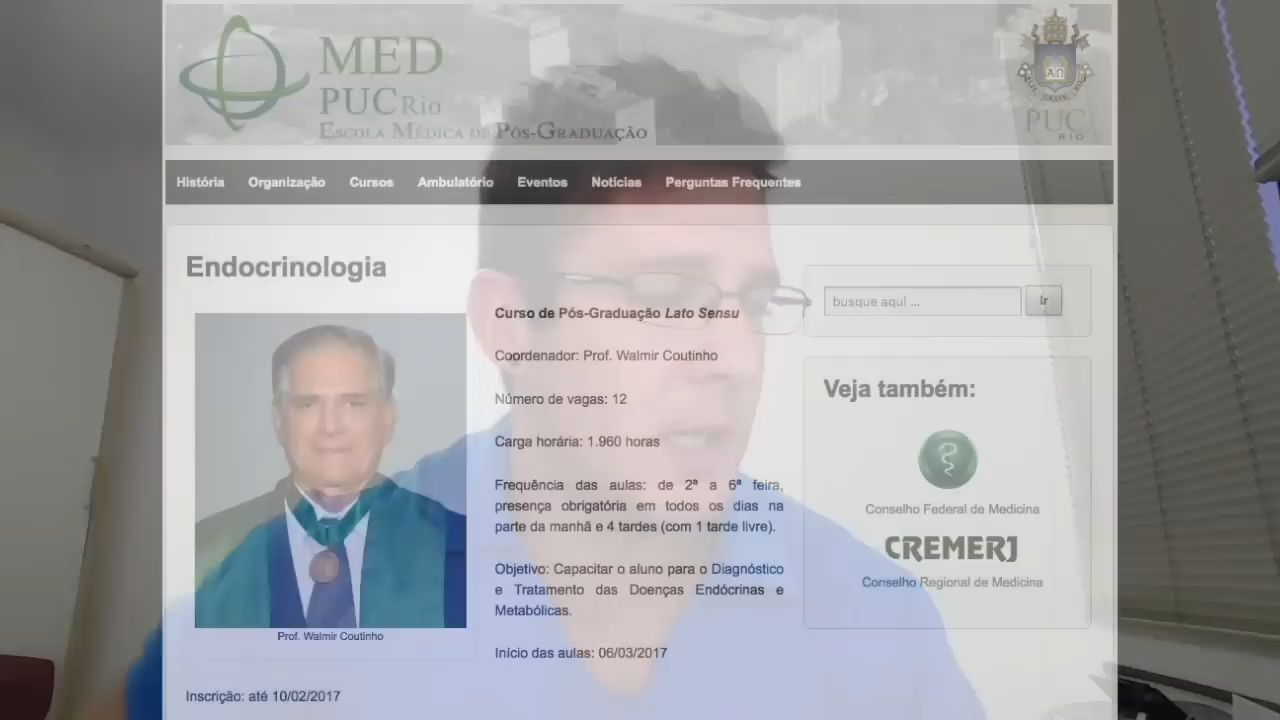 MED
PUC Rio
Escola Médica de Pós-Graduação
PUC
RIO
História Organização Cursos Ambulatório Eventos Notícias Perguntas Frequentes
Endocrinologia
Curso de Pós-Graduação Lato Sensu
Coordenador: Prof. Walmir Coutinho
Número de vagas: 12
Carga horária: 1.960 horas
Frequência das aulas: de 2ª a 6ª feira,
presença obrigatória em todos os dias na
parte da manhã e 4 tardes (com 1 tarde livre).
Objetivo: Capacitar o aluno para o Diagnóstico
e Tratamento das Doenças Endócrinas e
Metabólicas.
Início das aulas: 06/03/2017
Prof. Walmir Coutinho
Inscrição: até 10/02/2017
busque aqui ...
Ir
Veja também:
Conselho Federal de Medicina
CREMERJ
Conselho Regional de Medicina